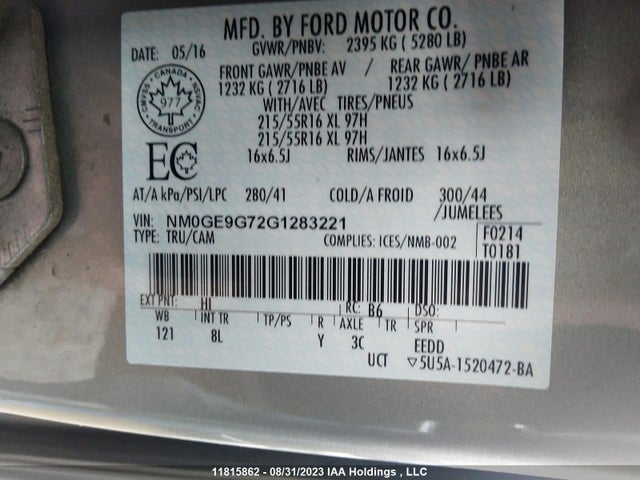 MFD. BY FORD MOTOR CO.
DATE: 05/16
GVWR/PNBV: 2395 KG ( 5280 LB)
FRONT GAWR/PNBE AV / REAR GAWR/ PNBE AR
1232 KG ( 2716 LB) 1232 KG ( 2716 LB)
WITH/AVEC TIRES/PNEUS
215/55R16 XL 97H
215/55R16 XL 97H
16x6.5J RIMS/JANTES 16x6.5J
CANADA
977
TRANSPORT
EC
AT/A kPa/PSI/LPC 280/41 COLD/A FROID 300/44
/JUMELEES
VIN: NM0GE9G72G1283221
TYPE: TRU/CAM COMPLIES: ICES/NMB-002
F0214
T0181
EXT PNT: HI RC: B6 DSO:
WB INT TR TP/PS R AXLE TR SPR
121 8L Y 3C EEDD
UCT ▽5U5A-1520472-BA
11815862 - 08/31/2023 IAA Holdings , LLC